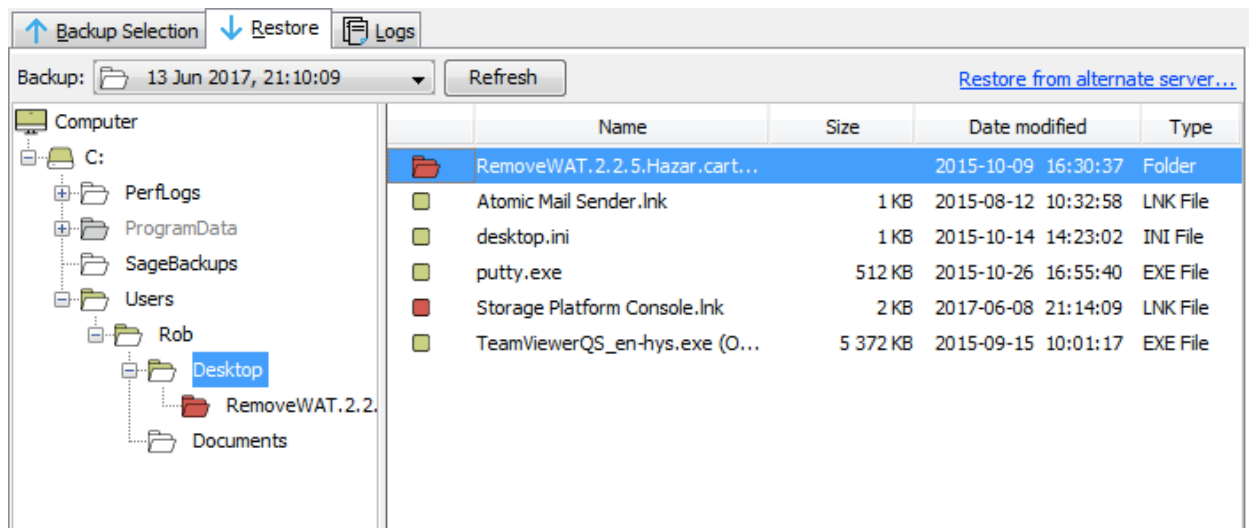 Backup Selection Restore Logs
Backup: 13 Jun 2017, 21:10:09 Refresh Restore from alternate server...
Computer
C:
PerfLogs
ProgramData
SageBackups
Users
Rob
Desktop
RemoveWAT.2.2.
Documents
Name Size Date modified Type
RemoveWAT.2.2.5.Hazar.cart... 2015-10-09 16:30:37 Folder
Atomic Mail Sender.lnk 1 KB 2015-08-12 10:32:58 LNK File
desktop.ini 1 KB 2015-10-14 14:23:02 INI File
putty.exe 512 KB 2015-10-26 16:55:40 EXE File
Storage Platform Console.lnk 2 KB 2017-06-08 21:14:09 LNK File
TeamViewerQS_en-hys.exe (O... 5 372 KB 2015-09-15 10:01:17 EXE File